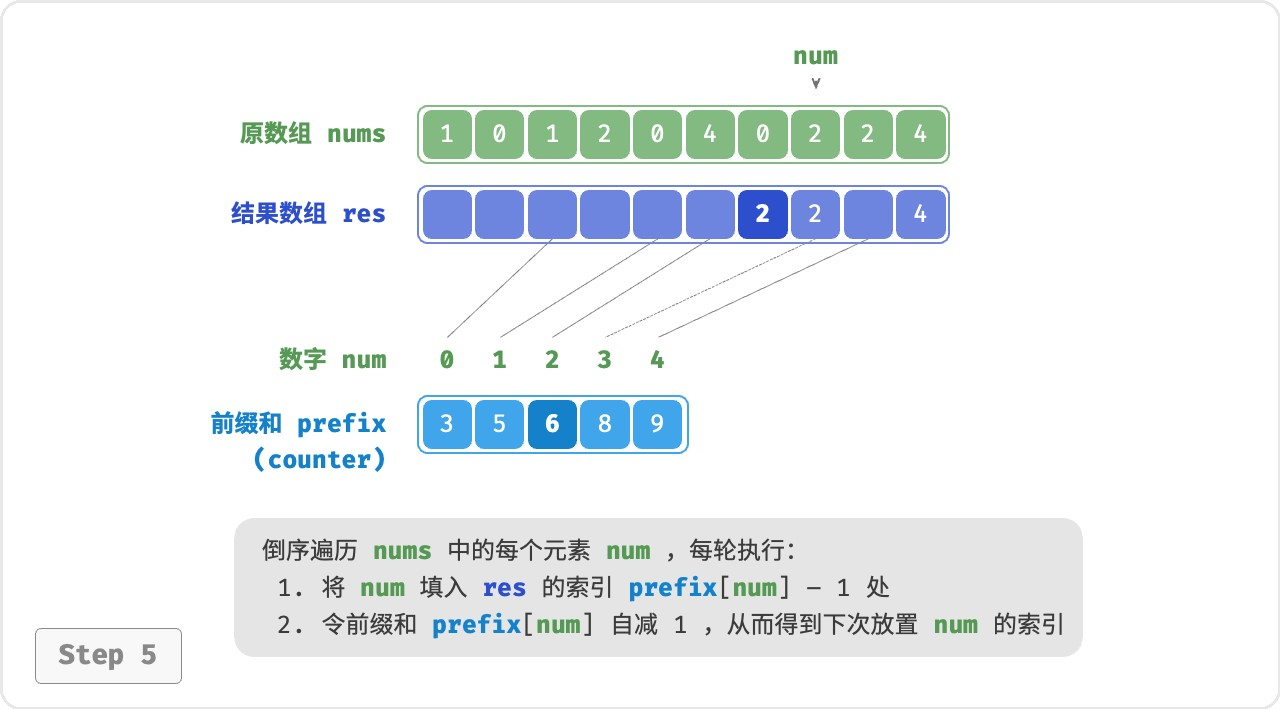 num
原数组 nums 1 0 1 2 0 4 0 2 2 4
结果数组 res 2 2 4
数字 num 0 1 2 3 4
前缀和 prefix 3 5 6 8 9
(counter)
倒序遍历 nums 中的每个元素 num ，每轮执行：
1. 将 num 填入 res 的索引 prefix[num] – 1 处
2. 令前缀和 prefix[num] 自减 1 ，从而得到下次放置 num 的索引
Step 5